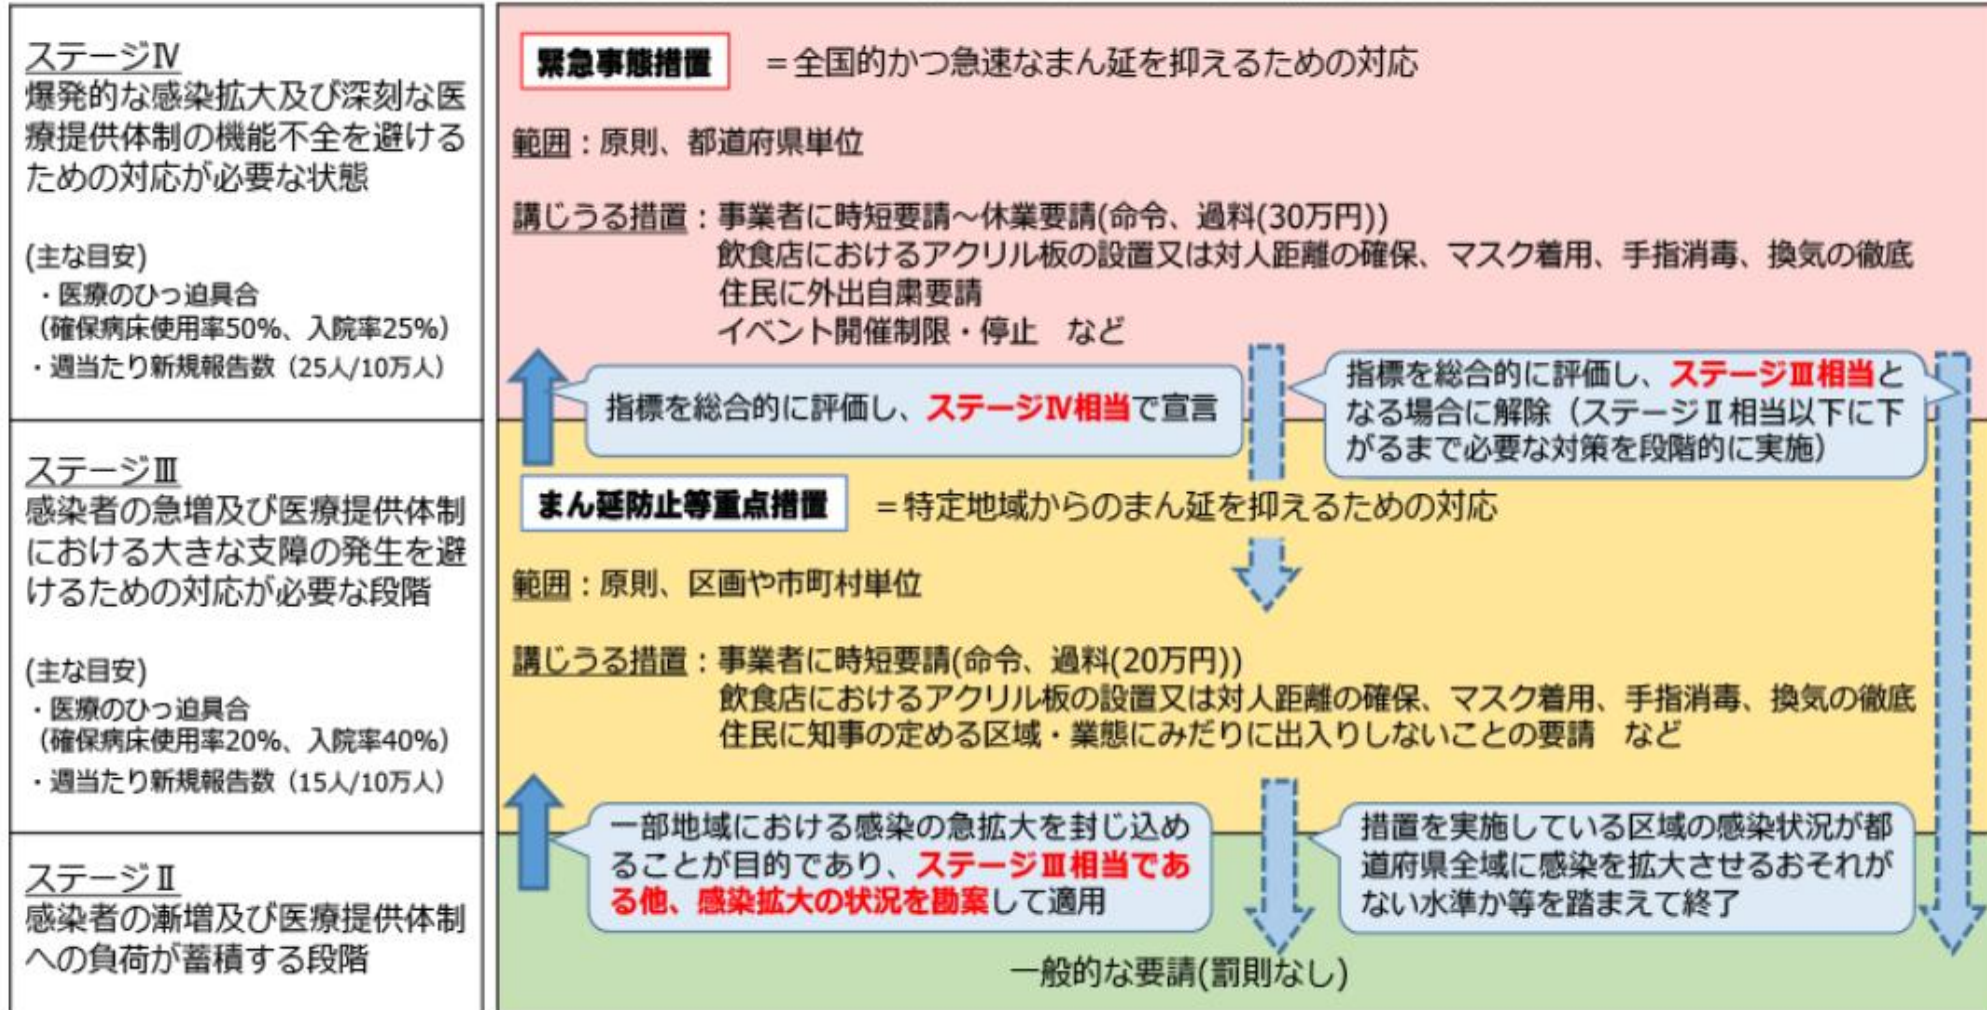 ステージⅣ
爆発的な感染拡大及び深刻な医
療提供体制の機能不全を避ける
ための対応が必要な状態
(主な目安)
・医療のひっ迫具合
（確保病床使用率50%、入院率25%）
・週当たり新規報告数（25人/10万人）
緊急事態措置 ＝全国的かつ急速なまん延を抑えるための対応
範囲：原則、都道府県単位
講じうる措置：事業者に時短要請～休業要請(命令、過料(30万円))
飲食店におけるアクリル板の設置又は対人距離の確保、マスク着用、手指消毒、換気の徹底
住民に外出自粛要請
イベント開催制限・停止　など
指標を総合的に評価し、ステージⅣ相当で宣言
指標を総合的に評価し、ステージⅢ相当と
なる場合に解除（ステージⅡ相当以下に下
がるまで必要な対策を段階的に実施）
ステージⅢ
感染者の急増及び医療提供体制
における大きな支障の発生を避
けるための対応が必要な段階
(主な目安)
・医療のひっ迫具合
（確保病床使用率20%、入院率40%）
・週当たり新規報告数（15人/10万人）
まん延防止等重点措置 ＝特定地域からのまん延を抑えるための対応
範囲：原則、区画や市町村単位
講じうる措置：事業者に時短要請(命令、過料(20万円))
飲食店におけるアクリル板の設置又は対人距離の確保、マスク着用、手指消毒、換気の徹底
住民に知事の定める区域・業態にみだりに出入りしないことの要請　など
一部地域における感染の急拡大を封じ込め
ることが目的であり、ステージⅢ相当であ
る他、感染拡大の状況を勘案して適用
措置を実施している区域の感染状況が都
道府県全域に感染を拡大させるおそれが
ない水準か等を踏まえて終了
ステージⅡ
感染者の漸増及び医療提供体制
への負荷が蓄積する段階
一般的な要請(罰則なし)